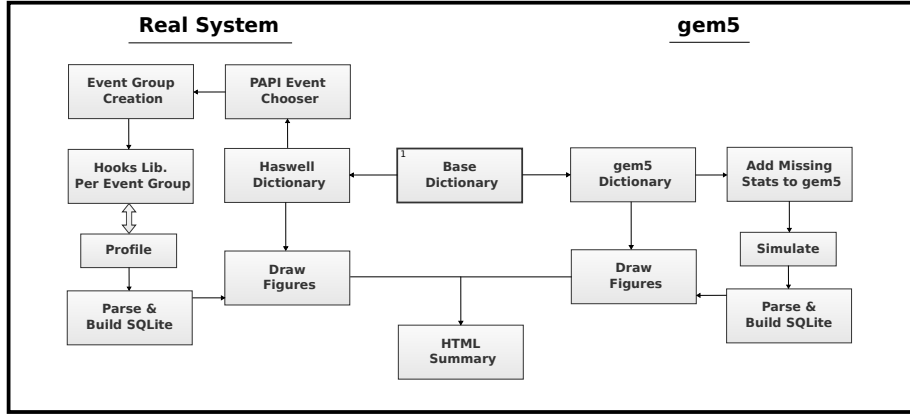 Real System
gem5
Event Group
Creation
PAPI Event
Chooser
Hooks Lib.
Per Event Group
Haswell
Dictionary
1
Base
Dictionary
gem5
Dictionary
Add Missing
Stats to gem5
Profile
Draw
Figures
Draw
Figures
Simulate
Parse &
Build SQLite
HTML
Summary
Parse &
Build SQLite